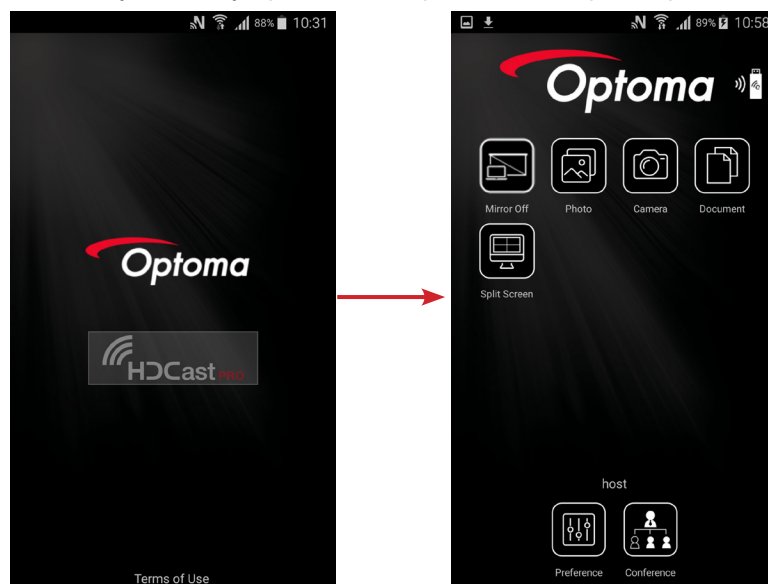 88% 10:31
Optoma
HDCast PRO
Terms of Use
89% 10:58
Optoma
Mirror Off Photo Camera Document
Split Screen
host
Preference Conference